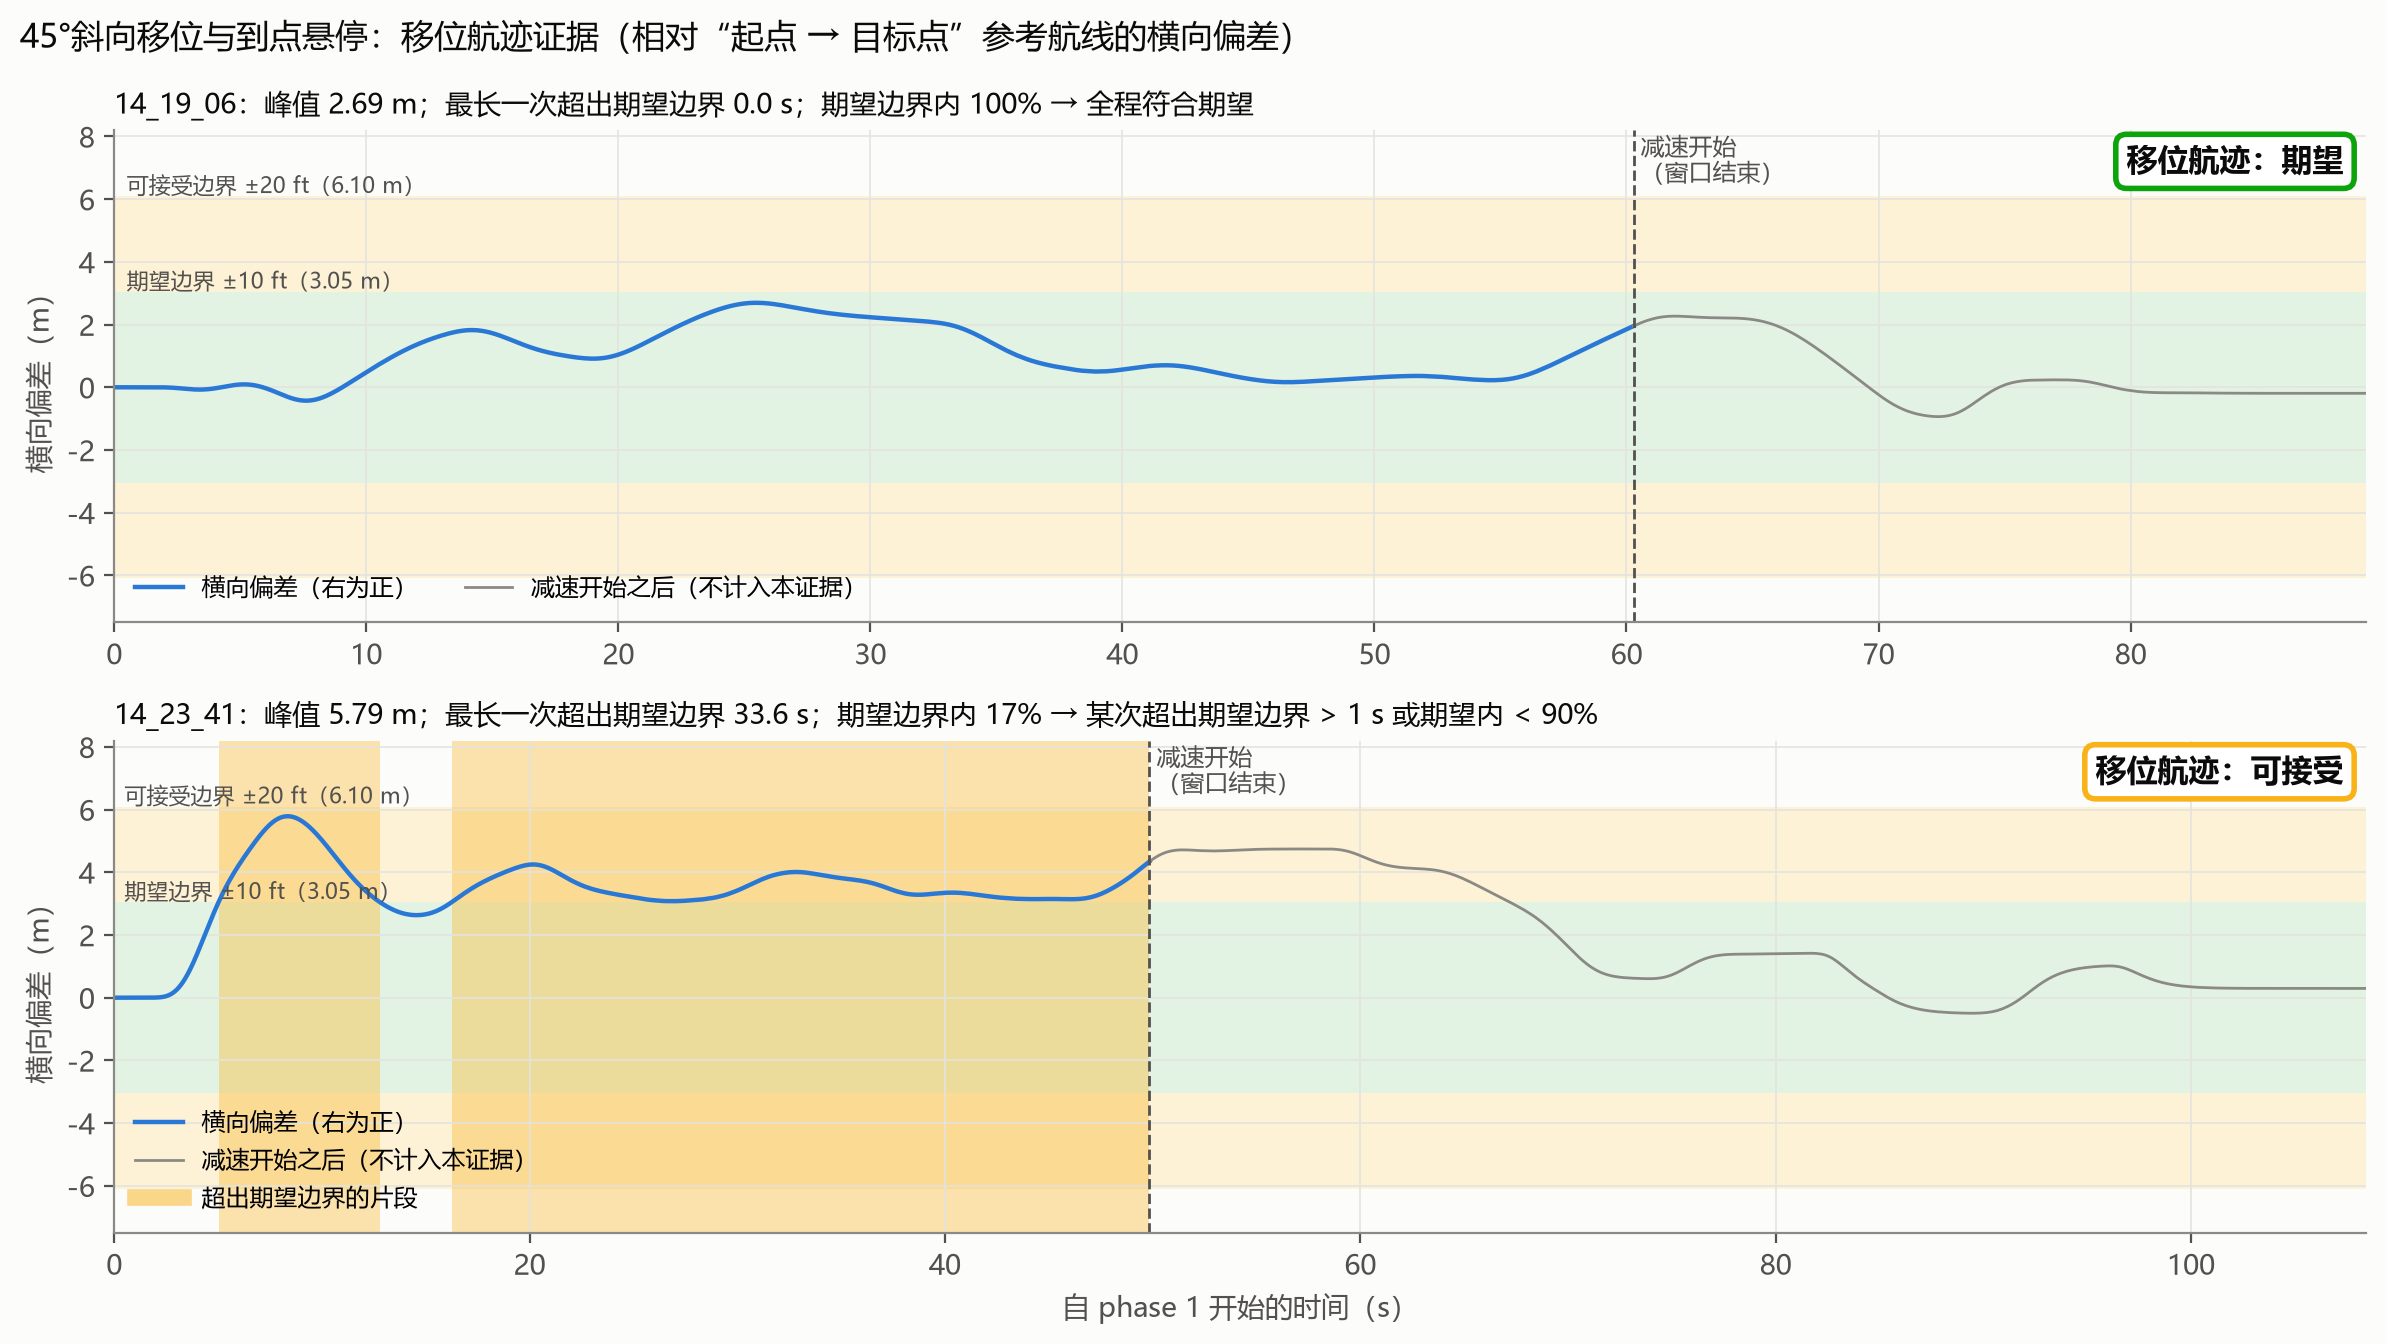 45°斜向移位与到点悬停：移位航迹证据（相对“起点 → 目标点”参考航线的横向偏差）
14_19_06：峰值 2.69 m；最长一次超出期望边界 0.0 s；期望边界内 100% → 全程符合期望
减速开始
（窗口结束）
移位航迹：期望
可接受边界 ±20 ft（6.10 m）
期望边界 ±10 ft（3.05 m）
横向偏差（m）
8
6
4
2
0
-2
-4
-6
横向偏差（右为正）
减速开始之后（不计入本证据）
0 10 20 30 40 50 60 70 80
14_23_41：峰值 5.79 m；最长一次超出期望边界 33.6 s；期望边界内 17% → 某次超出期望边界 > 1 s 或期望内 < 90%
减速开始
（窗口结束）
移位航迹：可接受
可接受边界 ±20 ft（6.10 m）
期望边界 ±10 ft（3.05 m）
横向偏差（m）
8
6
4
2
0
-2
-4
-6
横向偏差（右为正）
减速开始之后（不计入本证据）
超出期望边界的片段
0 20 40 60 80 100
自 phase 1 开始的时间（s）